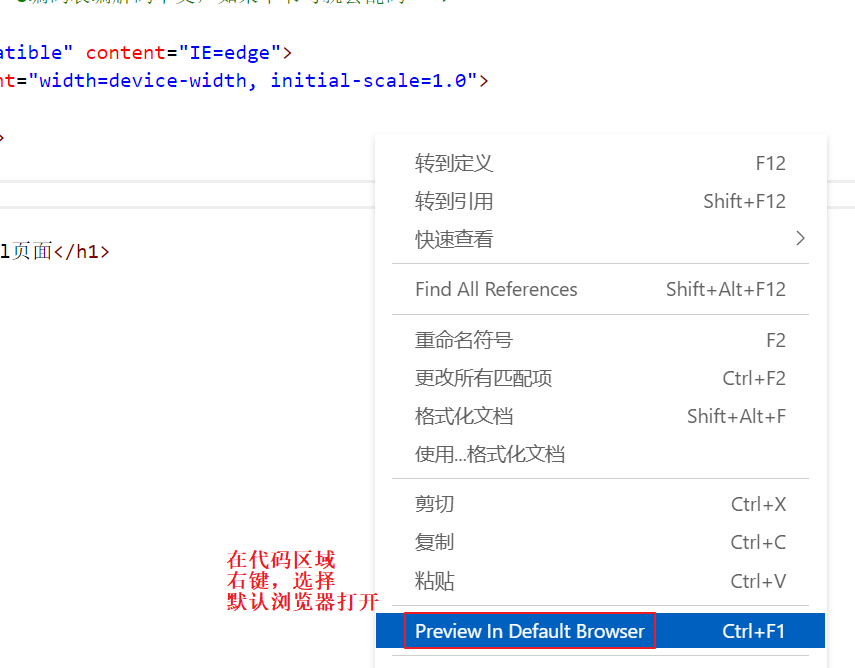 atible" content="IE=edge">
nt="width=device-width, initial-scale=1.0">
>
l页面</h1>
转到定义 F12
转到引用 Shift+F12
快速查看 >
Find All References Shift+Alt+F12
重命名符号 F2
更改所有匹配项 Ctrl+F2
格式化文档 Shift+Alt+F
使用...格式化文档
剪切 Ctrl+X
复制 Ctrl+C
粘贴 Ctrl+V
在代码区域
右键，选择
默认浏览器打开
Preview In Default Browser Ctrl+F1